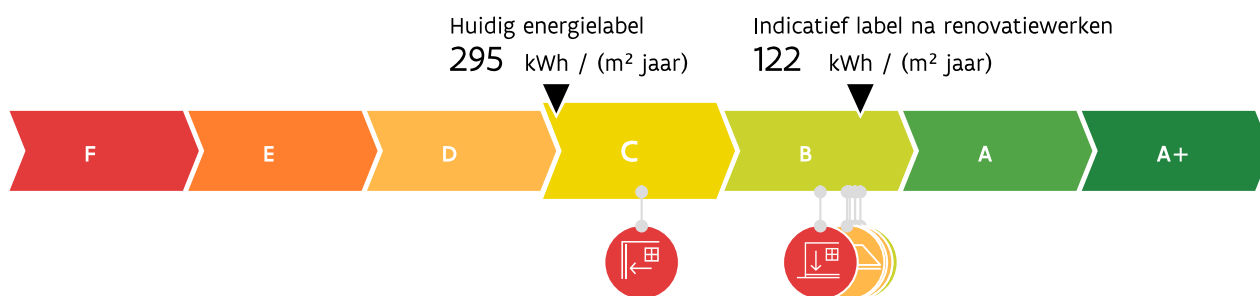 Huidig energielabel
295 kWh / (m² jaar)
Indicatief label na renovatiewerken
122 kWh / (m² jaar)
F E D C B A A+